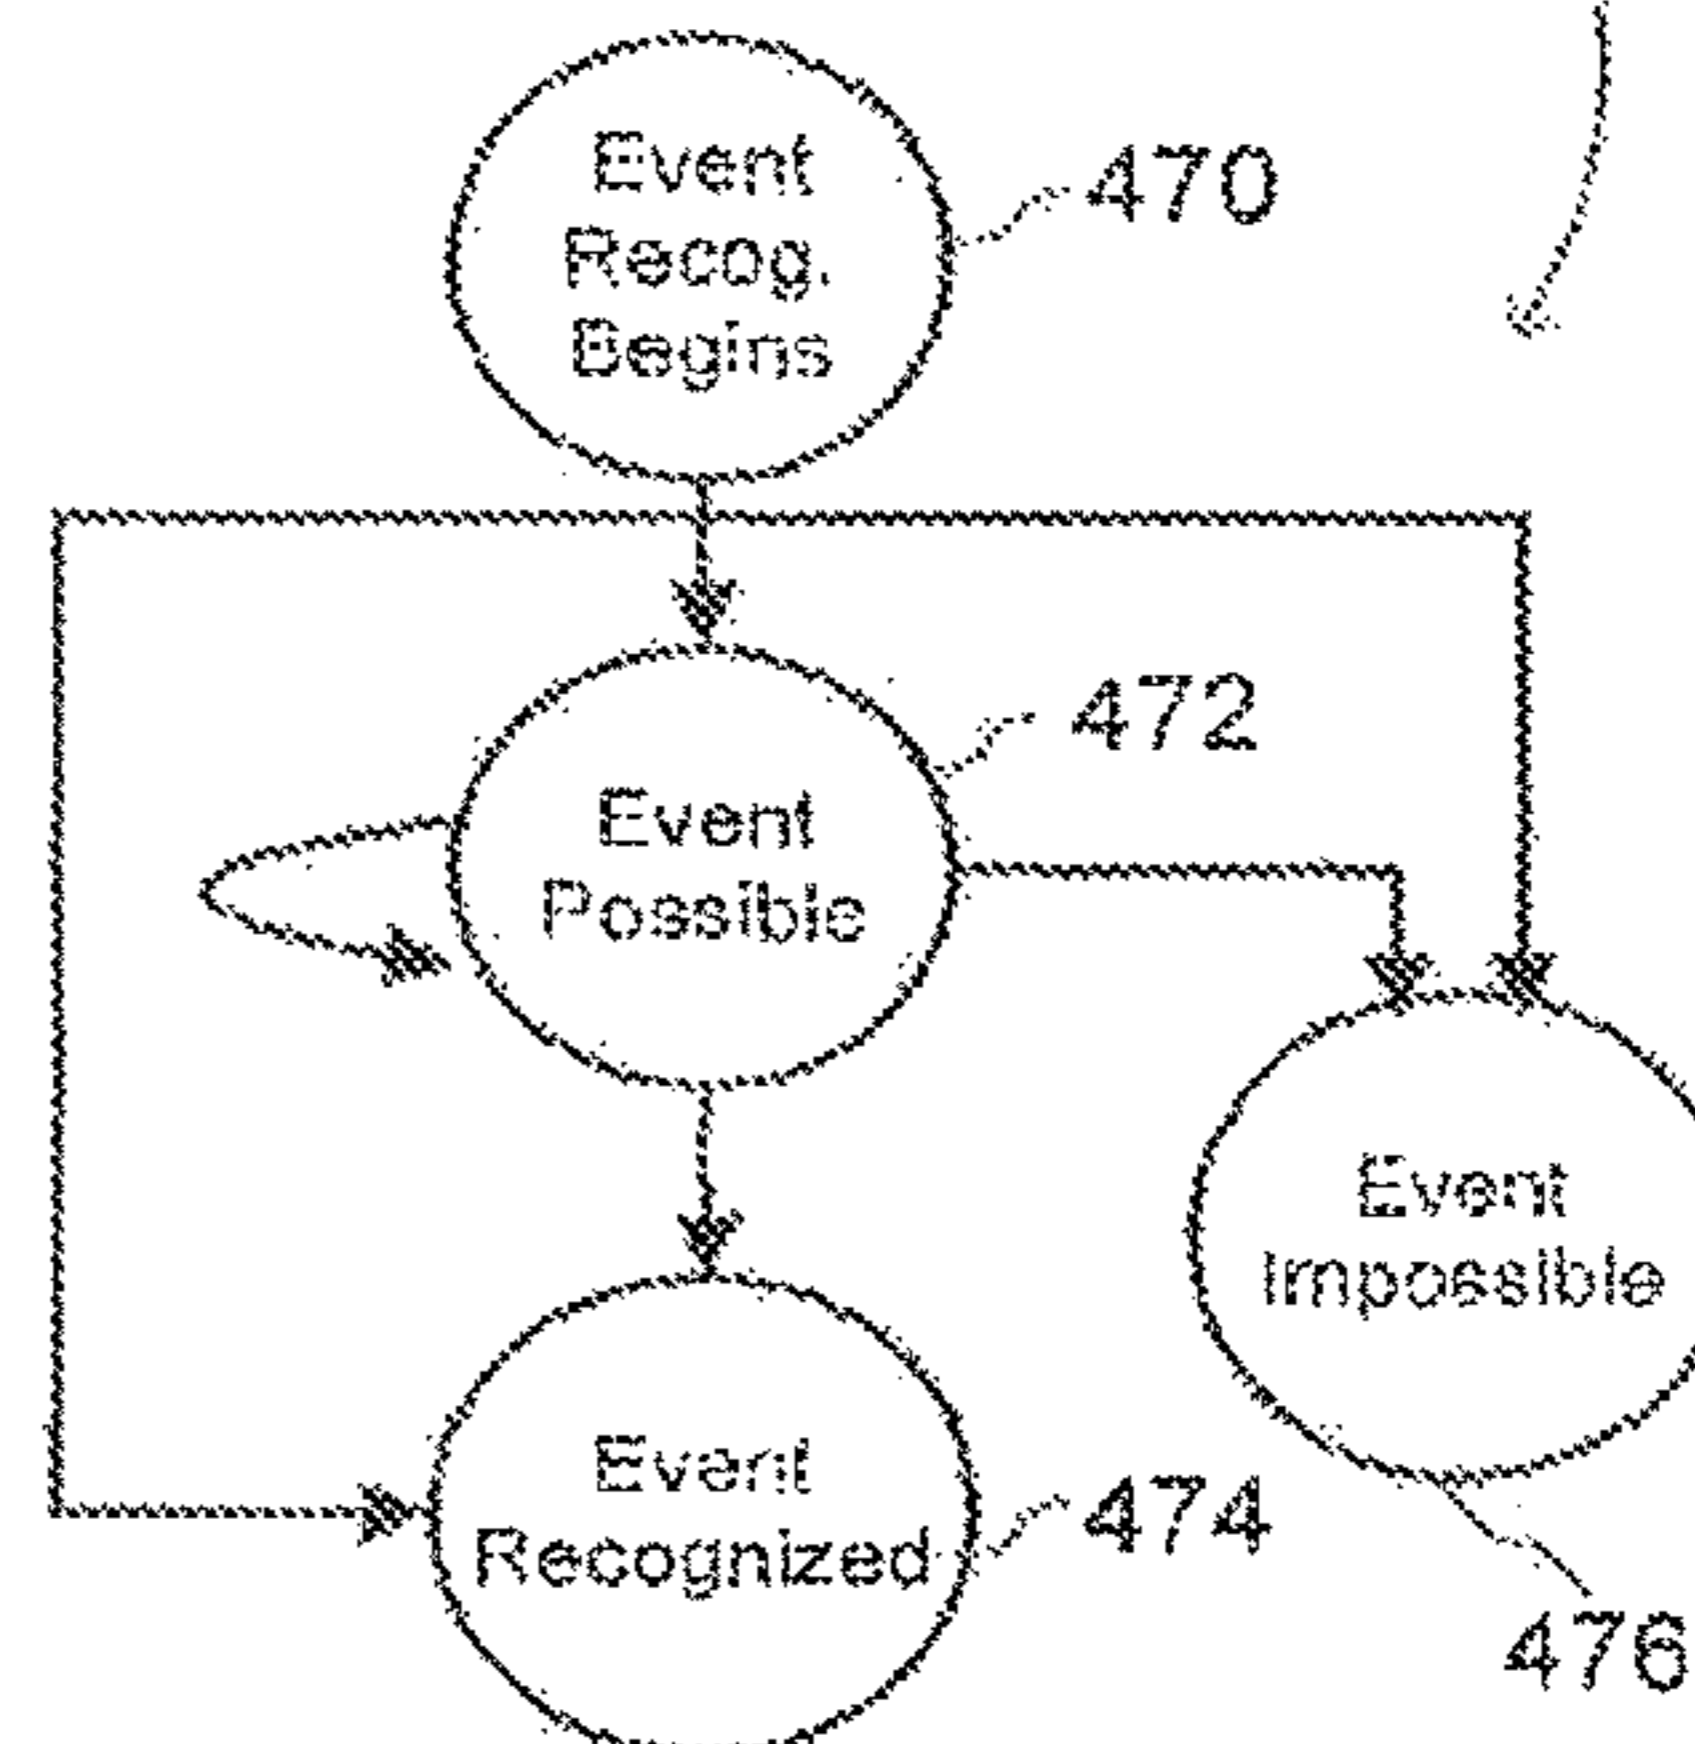 Event
Recog.
Begins
470
472
Event
Possible
Event
Impossible
Event
Recognized
474
476